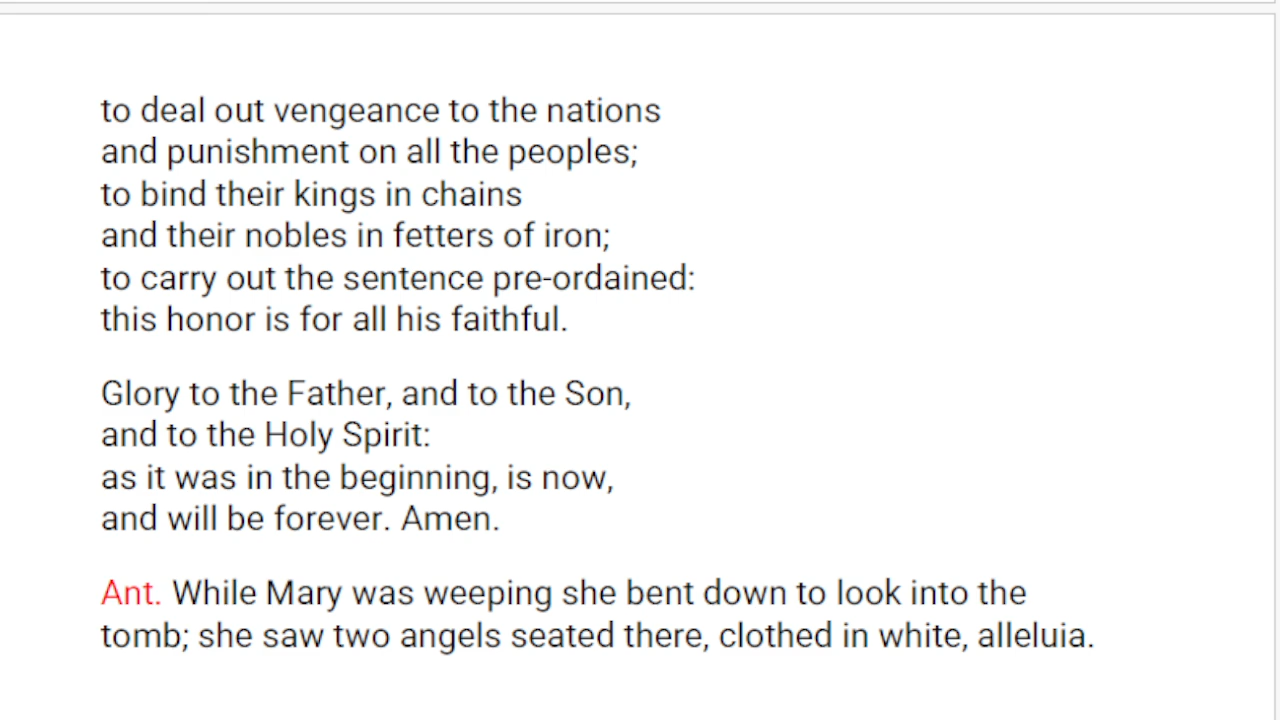 to deal out vengeance to the nations
and punishment on all the peoples;
to bind their kings in chains
and their nobles in fetters of iron;
to carry out the sentence pre-ordained:
this honor is for all his faithful.
Glory to the Father, and to the Son,
and to the Holy Spirit:
as it was in the beginning, is now,
and will be forever. Amen.
Ant. While Mary was weeping she bent down to look into the
tomb; she saw two angels seated there, clothed in white, alleluia.